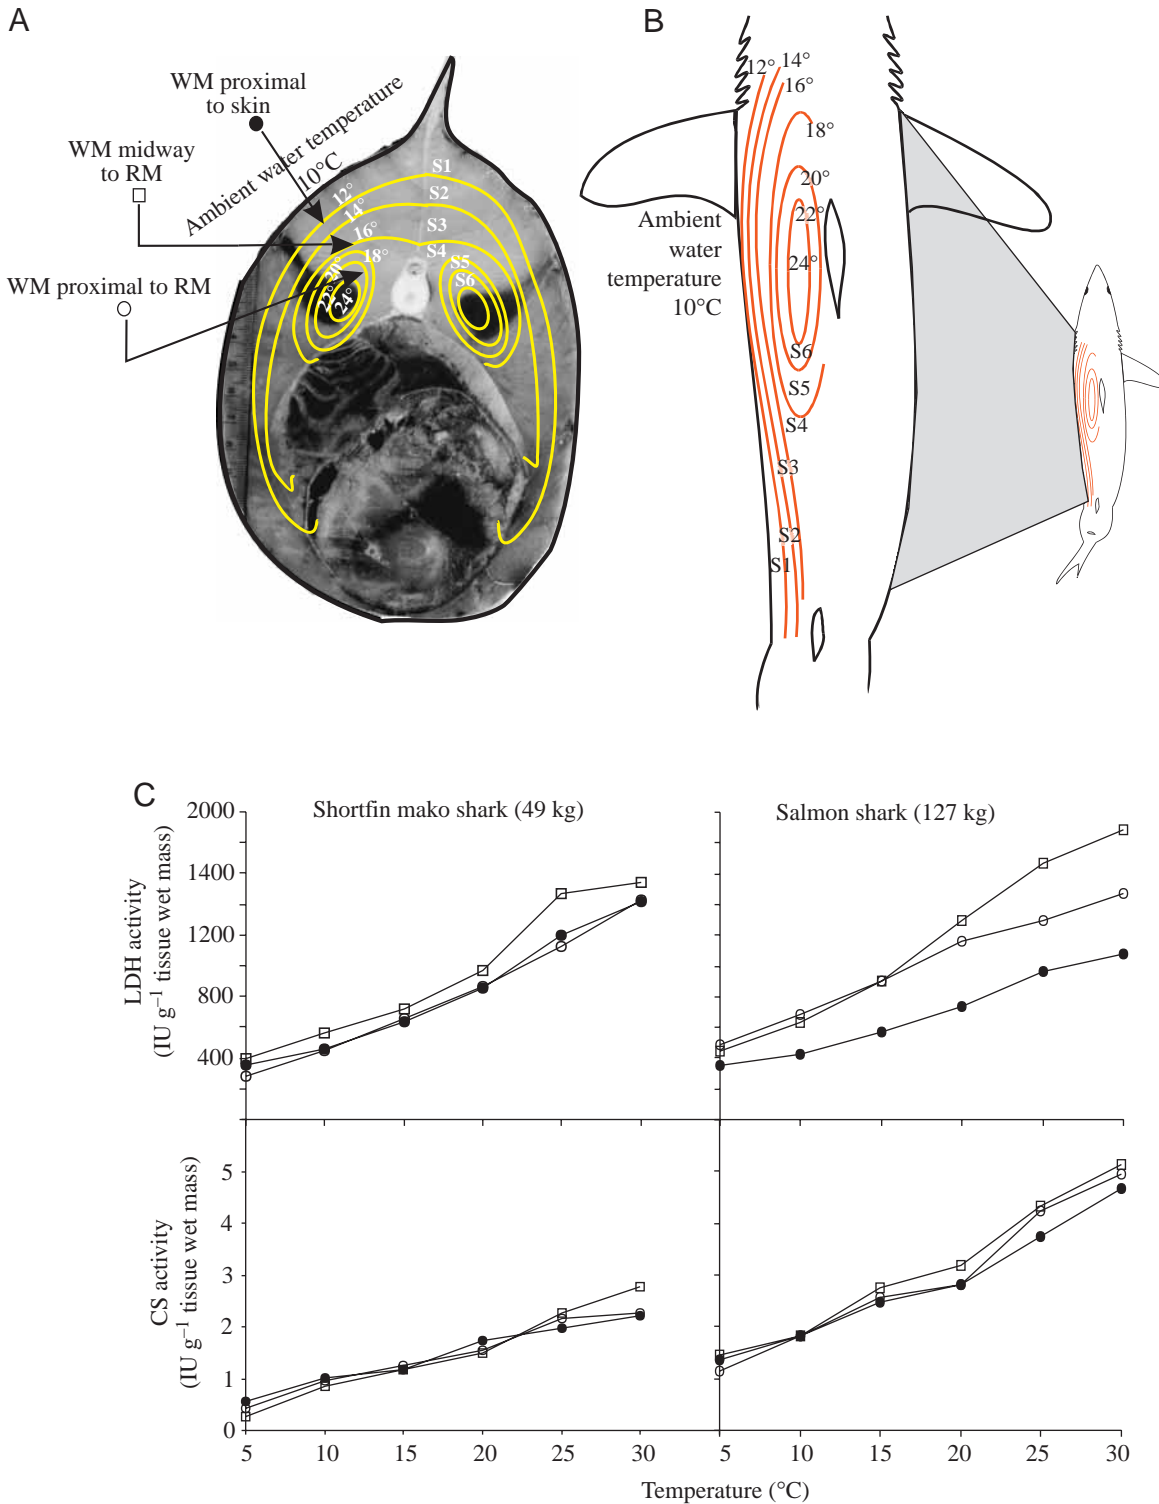 A
WM proximal
to skin
WM midway
to RM
WM proximal to RM
Ambient water temperature
10°C
12°
14°
16°
18°
20°
22°
24°
S1
S2
S3
S4
S5
S6
B
12°
14°
16°
18°
20°
22°
24°
Ambient
water
temperature
10°C
S6
S5
S4
S3
S2
S1
C
Shortfin mako shark (49 kg)
Salmon shark (127 kg)
LDH activity
(IU g⁻¹ tissue wet mass)
2000
1400
1200
800
400
CS activity
(IU g⁻¹ tissue wet mass)
5
4
3
2
1
0
5 10 15 20 25 30
5 10 15 20 25 30
Temperature (°C)